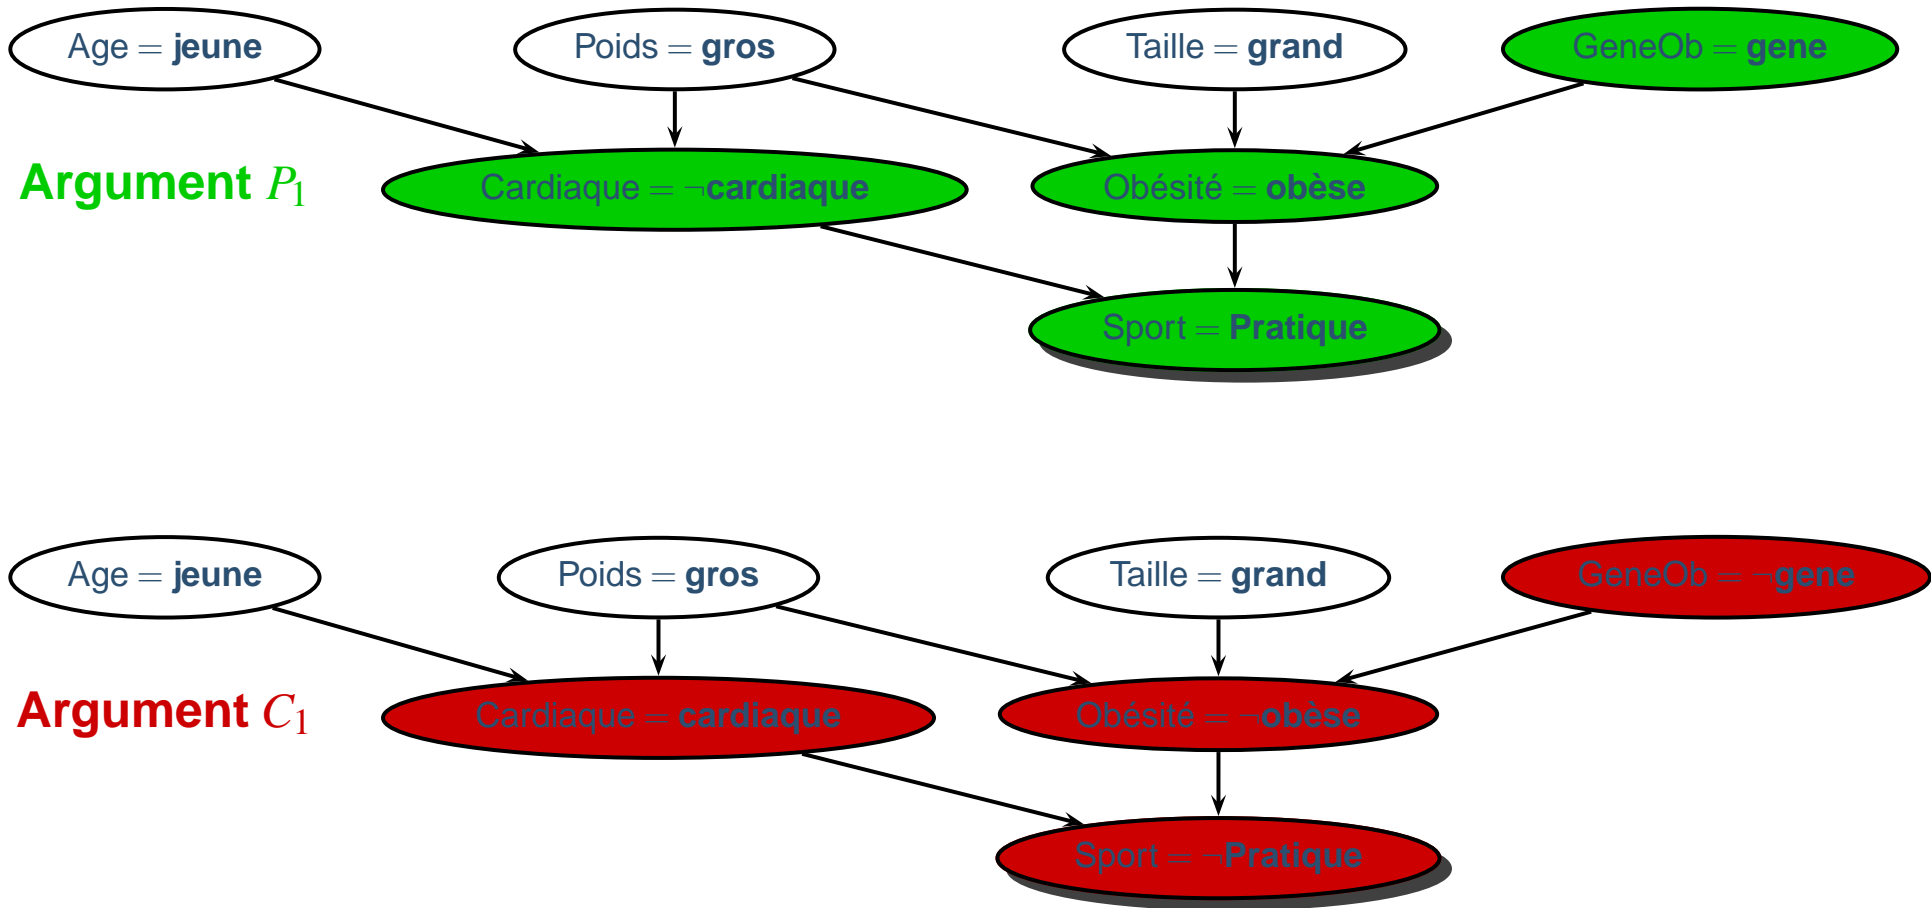 Age = jeune
Poids = gros
Taille = grand
GeneOb = gene
Argument P₁
Cardiaque = ¬cardiaque
Obésité = obèse
Sport = Pratique
Age = jeune
Poids = gros
Taille = grand
GeneOb = ¬gene
Argument C₁
Cardiaque = cardiaque
Obésité = ¬obèse
Sport = ¬Pratique